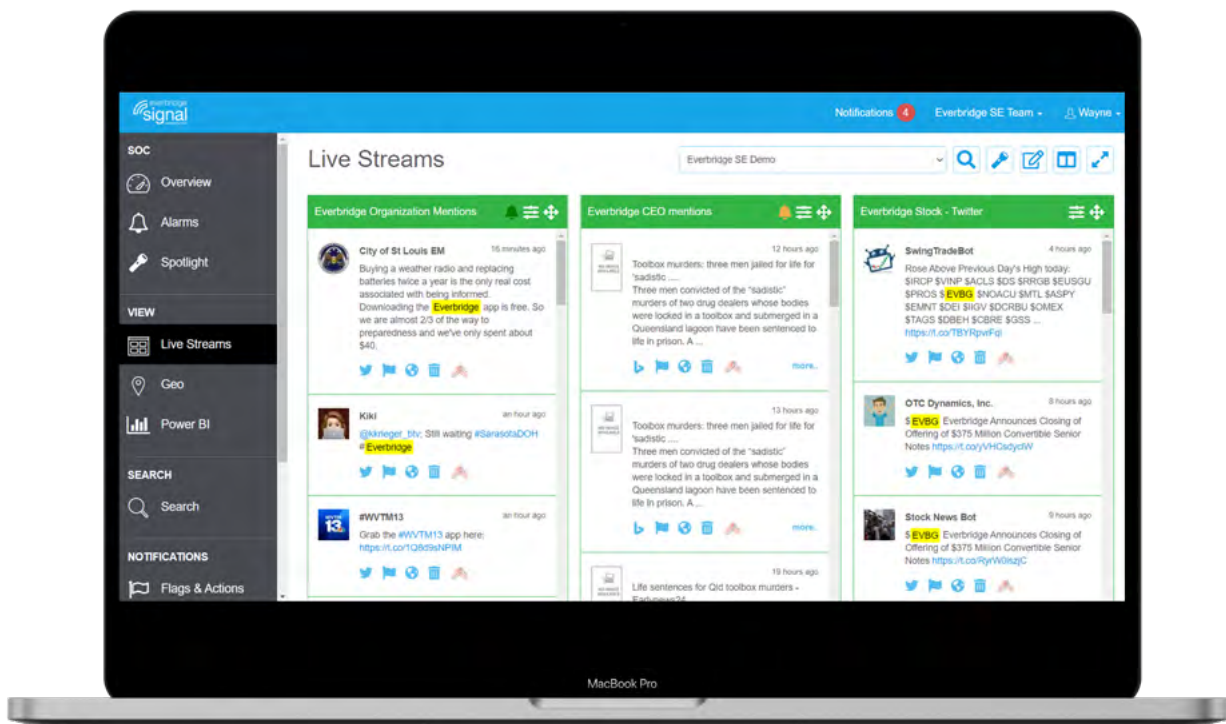 everbridge
signal
Notifications 4
Everbridge SE Team
Wayne
SOC
Overview
Alarms
Spotlight
VIEW
Live Streams
Geo
Power BI
SEARCH
Search
NOTIFICATIONS
Flags & Actions
Live Streams
Everbridge SE Demo
Everbridge Organization Mentions
City of St Louis EM
16 minutes ago
Buying a weather radio and replacing
batteries twice a year is the only real cost
associated with being informed.
Downloading the Everbridge app is free. So
we are almost 2/3 of the way to
preparedness and we've only spent about
$40.
Kiki
an hour ago
@kkrieger_btv; Still waiting #SarasotaDOH
#Everbridge
#WVTM13
an hour ago
Grab the #WVTM13 app here:
https://t.co/1Q8d9sNPIM
Everbridge CEO mentions
12 hours ago
Toolbox murders: three men jailed for life for
'sadistic ....
Three men convicted of the "sadistic"
murders of two drug dealers whose bodies
were locked in a toolbox and submerged in a
Queensland lagoon have been sentenced to
life in prison. A ...
more..
13 hours ago
Toolbox murders: three men jailed for life for
'sadistic ....
Three men convicted of the "sadistic"
murders of two drug dealers whose bodies
were locked in a toolbox and submerged in a
Queensland lagoon have been sentenced to
life in prison. A ...
more..
19 hours ago
Life sentences for Qld toolbox murders -
Everbridge Stock - Twitter
SwingTradeBot
4 hours ago
Rose Above Previous Day's High today:
$IRCP $VINP $ACLS $DS $RRGB $EUSGU
$PROS $EVBG $NOACU $MTL $ASPY
$EMNT $DEI $IIGV $DCRBU $OMEX
$TAGS $DBEH $CBRE $GSS ...
https://t.co/TBYRpvrFqi
OTC Dynamics, Inc.
8 hours ago
$EVBG Everbridge Announces Closing of
Offering of $375 Million Convertible Senior
Notes https://t.co/yVHCsdyclW
Stock News Bot
9 hours ago
$EVBG Everbridge Announces Closing of
Offering of $375 Million Convertible Senior
Notes https://t.co/RyrW0lszjC
MacBook Pro